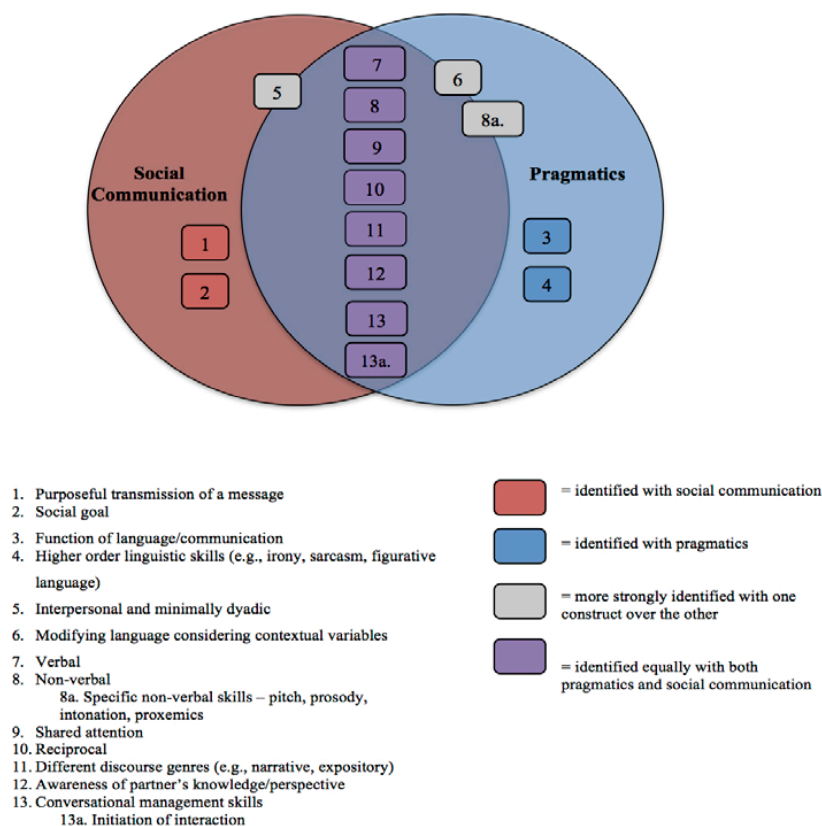 7
6
5
8
8a.
9
Social
Communication
Pragmatics
10
11
1
3
12
2
4
13
13a.
1. Purposeful transmission of a message
2. Social goal
3. Function of language/communication
4. Higher order linguistic skills (e.g., irony, sarcasm, figurative
language)
5. Interpersonal and minimally dyadic
6. Modifying language considering contextual variables
7. Verbal
8. Non-verbal
8a. Specific non-verbal skills – pitch, prosody,
intonation, proxemics
9. Shared attention
10. Reciprocal
11. Different discourse genres (e.g., narrative, expository)
12. Awareness of partner's knowledge/perspective
13. Conversational management skills
13a. Initiation of interaction
= identified with social communication
= identified with pragmatics
= more strongly identified with one
construct over the other
= identified equally with both
pragmatics and social communication